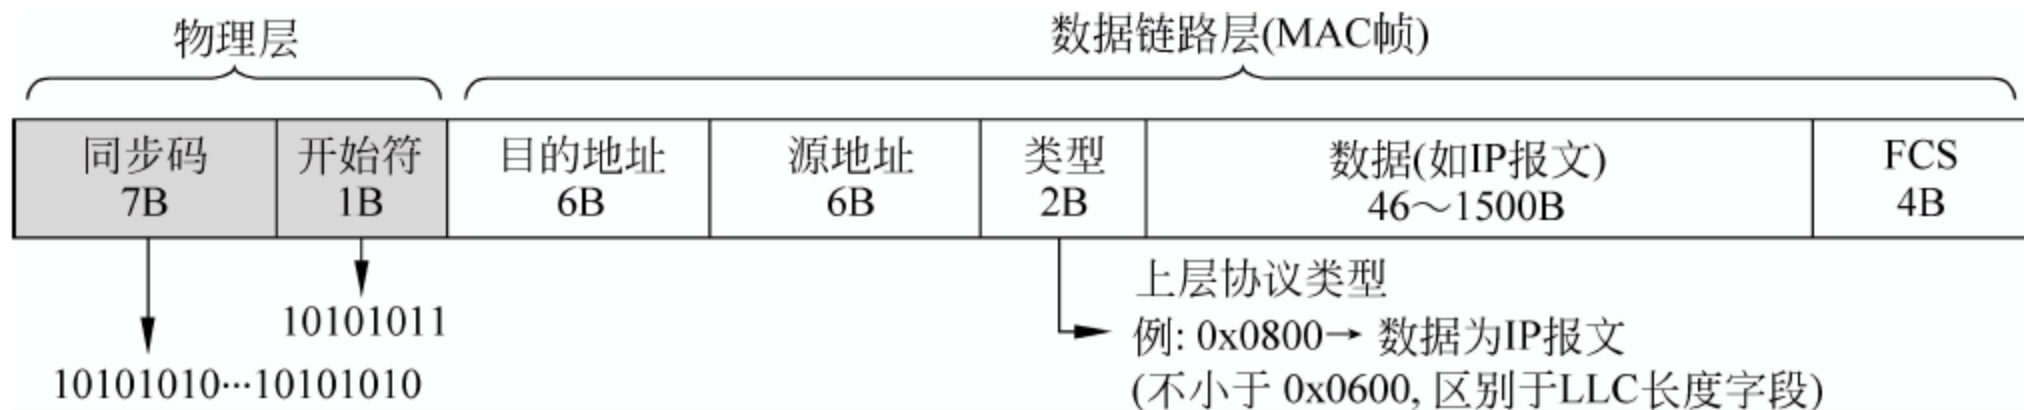 物理层
数据链路层(MAC帧)
同步码
7B
开始符
1B
目的地址
6B
源地址
6B
类型
2B
数据(如IP报文)
46～1500B
FCS
4B
10101011
10101010···10101010
上层协议类型
例: 0x0800→ 数据为IP报文
(不小于 0x0600, 区别于LLC长度字段)